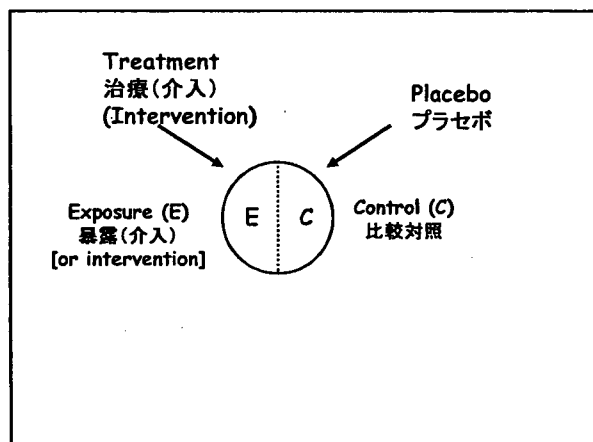 Treatment
治療(介入)
(Intervention)
Placebo
プラセボ
E
C
Exposure (E)
暴露(介入)
[or intervention]
Control (C)
比較対照